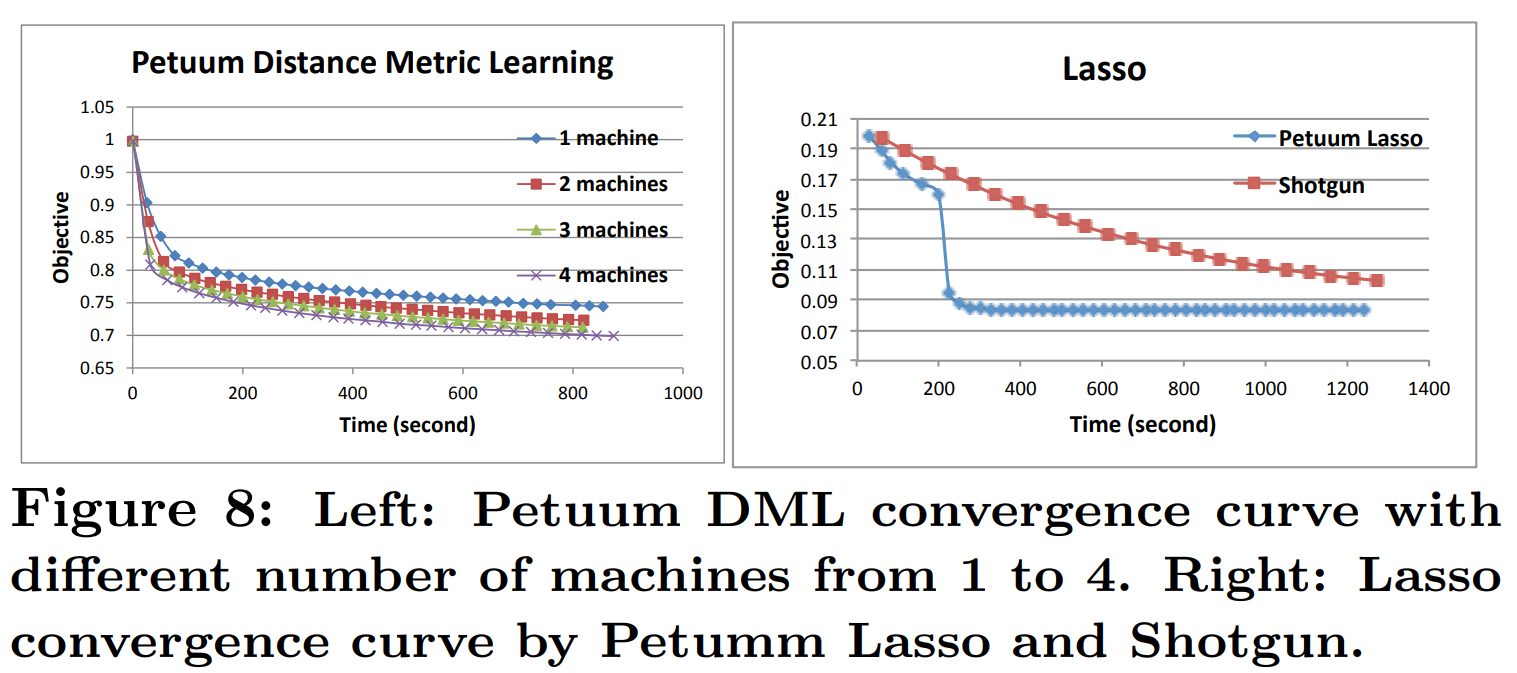 Petuum Distance Metric Learning
1.05
1
0.95
0.9
0.85
0.8
0.75
0.7
0.65
Objective
1 machine
2 machines
3 machines
4 machines
0 200 400 600 800 1000
Time (second)
Lasso
0.21
0.19
0.17
0.15
0.13
0.11
0.09
0.07
0.05
Objective
Petuum Lasso
Shotgun
0 200 400 600 800 1000 1200 1400
Time (second)
Figure 8: Left: Petuum DML convergence curve with
different number of machines from 1 to 4. Right: Lasso
convergence curve by Petumm Lasso and Shotgun.